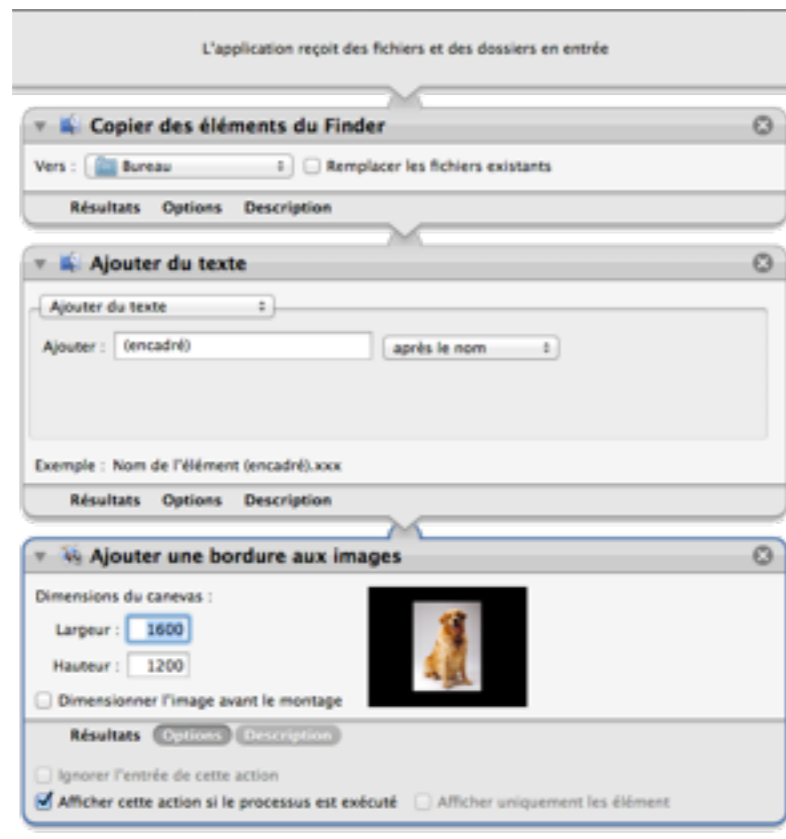 L'application reçoit des fichiers et des dossiers en entrée
Copier des éléments du Finder
Vers : Bureau Remplacer les fichiers existants
Résultats Options Description
Ajouter du texte
Ajouter du texte
Ajouter : (encadré) après le nom
Exemple : Nom de l'élément (encadré).xxx
Résultats Options Description
Ajouter une bordure aux images
Dimensions du canevas :
Largeur : 1600
Hauteur : 1200
Dimensionner l'image avant le montage
Résultats Options Description
Ignorer l'entrée de cette action
Afficher cette action si le processus est exécuté Afficher uniquement les élément